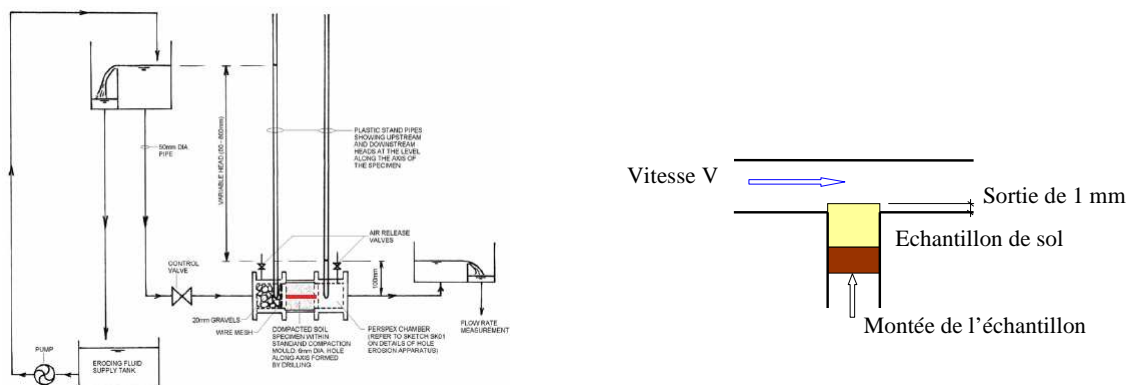 50mm DIA
PIPE
VARIABLE HEAD (50 - 800mm)
PLASTIC STAND PIPES
SHOWING UPSTREAM
AND DOWNSTREAM
HEADS AT THE LEVEL
ALONG THE AXIS OF
THE SPECIMEN
AIR RELEASE
VALVES
CONTROL
VALVE
100mm
20mm GRAVELS
WIRE MESH
COMPACTED SOIL
SPECIMEN WITHIN
STANDAND COMPACTION
MOULD. 6mm DIA. HOLE
ALONG AXIS FORMED
BY DRILLING.
PERSPEX CHAMBER
(REFER TO SKETCH SK01
ON DETAILS OF HOLE
EROSION APPARATUS)
FLOW RATE
MEASUREMENT
PUMP
ERODING FLUID
SUPPLY TANK
Vitesse V
Sortie de 1 mm
Echantillon de sol
Montée de l’échantillon